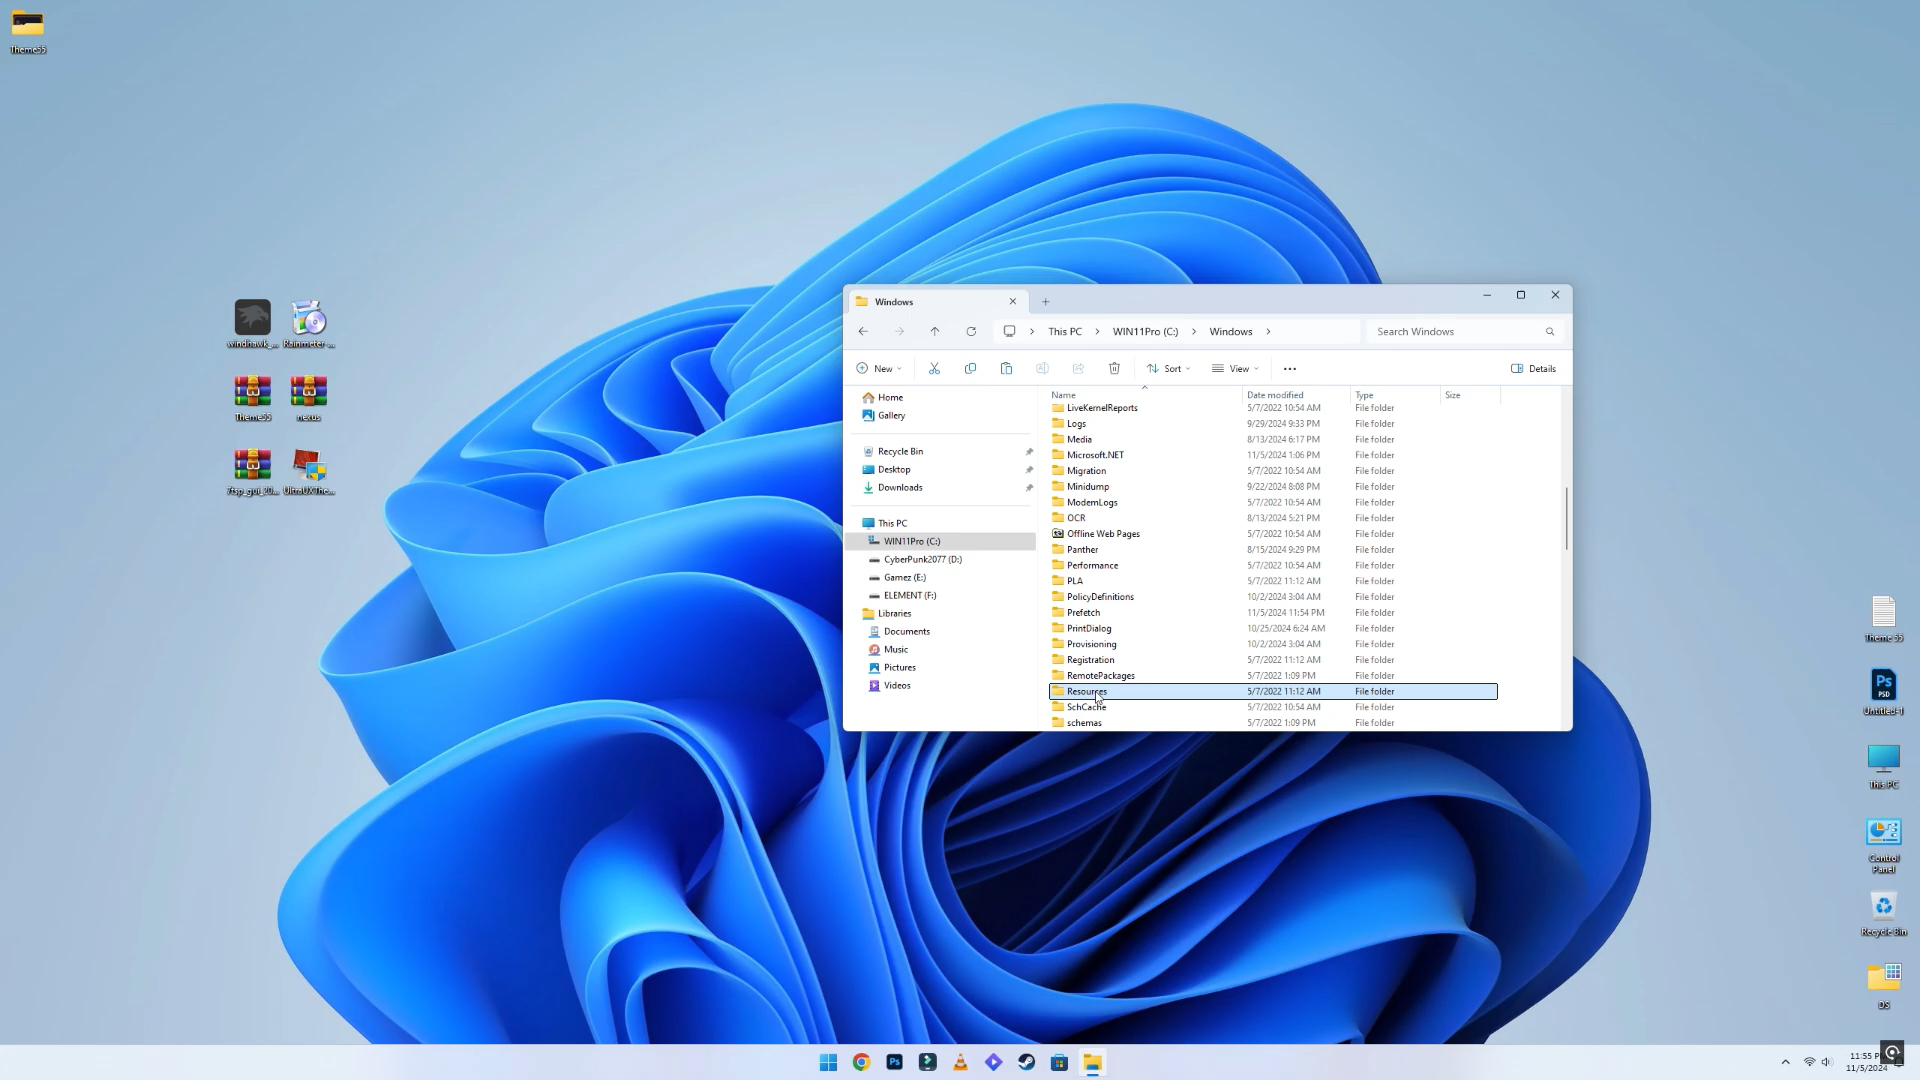 Theme55
windhawk_...
Rainmeter-...
Theme55
nexus
7tsp_gui_20...
UltraUXThe...
Windows
This PC
WIN11Pro (C:)
Windows
Search Windows
New
Sort
View
Details
Home
Gallery
Recycle Bin
Desktop
Downloads
This PC
WIN11Pro (C:)
CyberPunk2077 (D:)
Gamez (E:)
ELEMENT (F:)
Libraries
Documents
Music
Pictures
Videos
Name Date modified Type Size
LiveKernelReports 5/7/2022 10:54 AM File folder
Logs 9/29/2024 9:33 PM File folder
Media 8/13/2024 6:17 PM File folder
Microsoft.NET 11/5/2024 1:06 PM File folder
Migration 5/7/2022 10:54 AM File folder
Minidump 9/22/2024 8:08 PM File folder
ModemLogs 5/7/2022 10:54 AM File folder
OCR 8/13/2024 5:21 PM File folder
Offline Web Pages 5/7/2022 10:54 AM File folder
Panther 8/15/2024 9:29 PM File folder
Performance 5/7/2022 10:54 AM File folder
PLA 5/7/2022 11:12 AM File folder
PolicyDefinitions 10/2/2024 3:04 AM File folder
Prefetch 11/5/2024 11:54 PM File folder
PrintDialog 10/25/2024 6:24 AM File folder
Provisioning 10/2/2024 3:04 AM File folder
Registration 5/7/2022 11:12 AM File folder
RemotePackages 5/7/2022 1:09 PM File folder
Resources 5/7/2022 11:12 AM File folder
SchCache 5/7/2022 10:54 AM File folder
schemas 5/7/2022 1:09 PM File folder
Theme 55
Ps
PSD
Untitled-1
This PC
Control
Panel
Recycle Bin
DS
Ps
11:55 P
11/5/2024